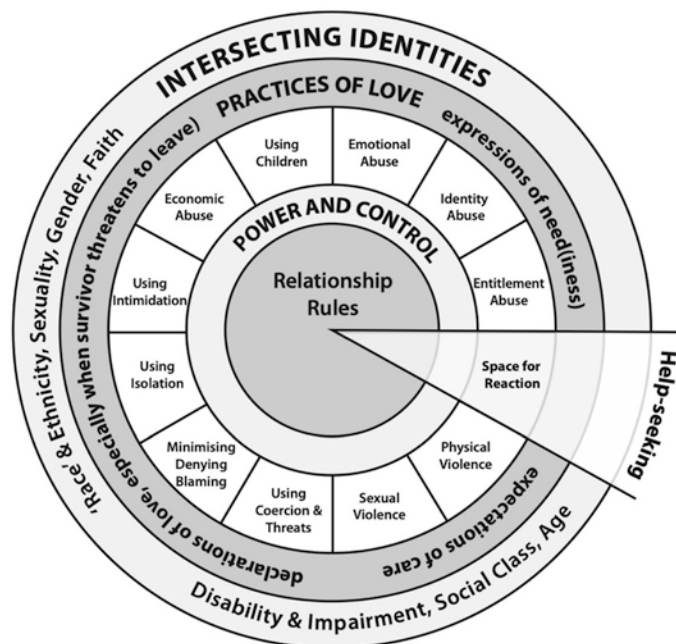 INTERSECTING IDENTITIES
'Race' & Ethnicity, Sexuality, Gender, Faith
Disability & Impairment, Social Class, Age
PRACTICES OF LOVE
expressions of need(iness)
expectations of care
declarations of love, especially when survivor threatens to leave)
Using
Children
Emotional
Abuse
Identity
Abuse
Entitlement
Abuse
Space for
Reaction
Physical
Violence
Sexual
Violence
Using
Coercion &
Threats
Minimising
Denying
Blaming
Using
Isolation
Using
Intimidation
Economic
Abuse
POWER AND CONTROL
Relationship
Rules
Help-seeking